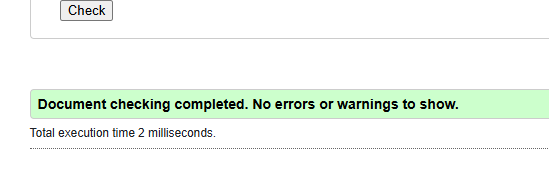 Check
Document checking completed. No errors or warnings to show.
Total execution time 2 milliseconds.